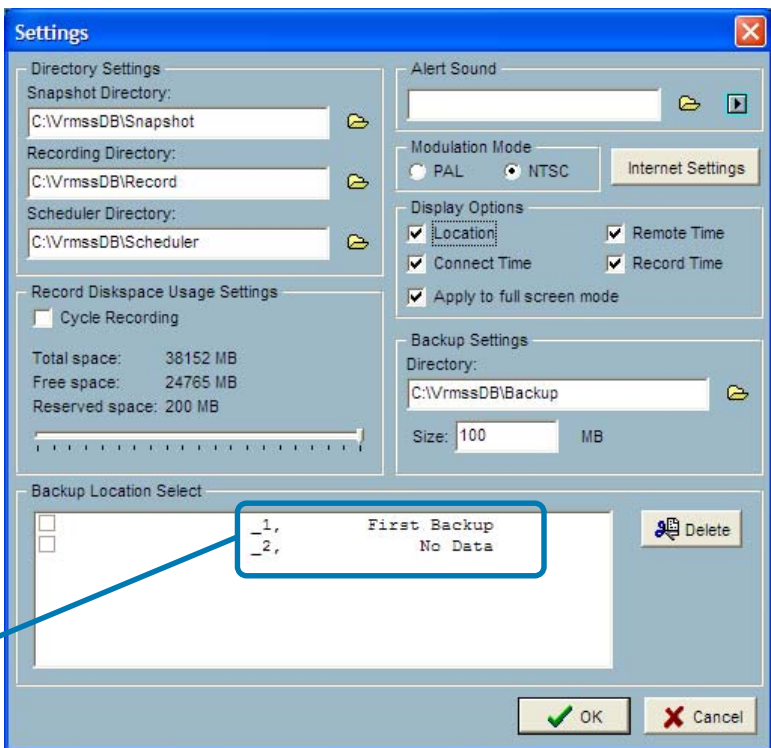 Settings
Directory Settings
Snapshot Directory:
C:\VrmssDB\Snapshot
Recording Directory:
C:\VrmssDB\Record
Scheduler Directory:
C:\VrmssDB\Scheduler
Record Diskspace Usage Settings
Cycle Recording
Total space: 38152 MB
Free space: 24765 MB
Reserved space: 200 MB
Alert Sound
Modulation Mode
PAL NTSC
Internet Settings
Display Options
Location Remote Time
Connect Time Record Time
Apply to full screen mode
Backup Settings
Directory:
C:\VrmssDB\Backup
Size: 100 MB
Backup Location Select
_1, First Backup
_2, No Data
Delete
OK Cancel